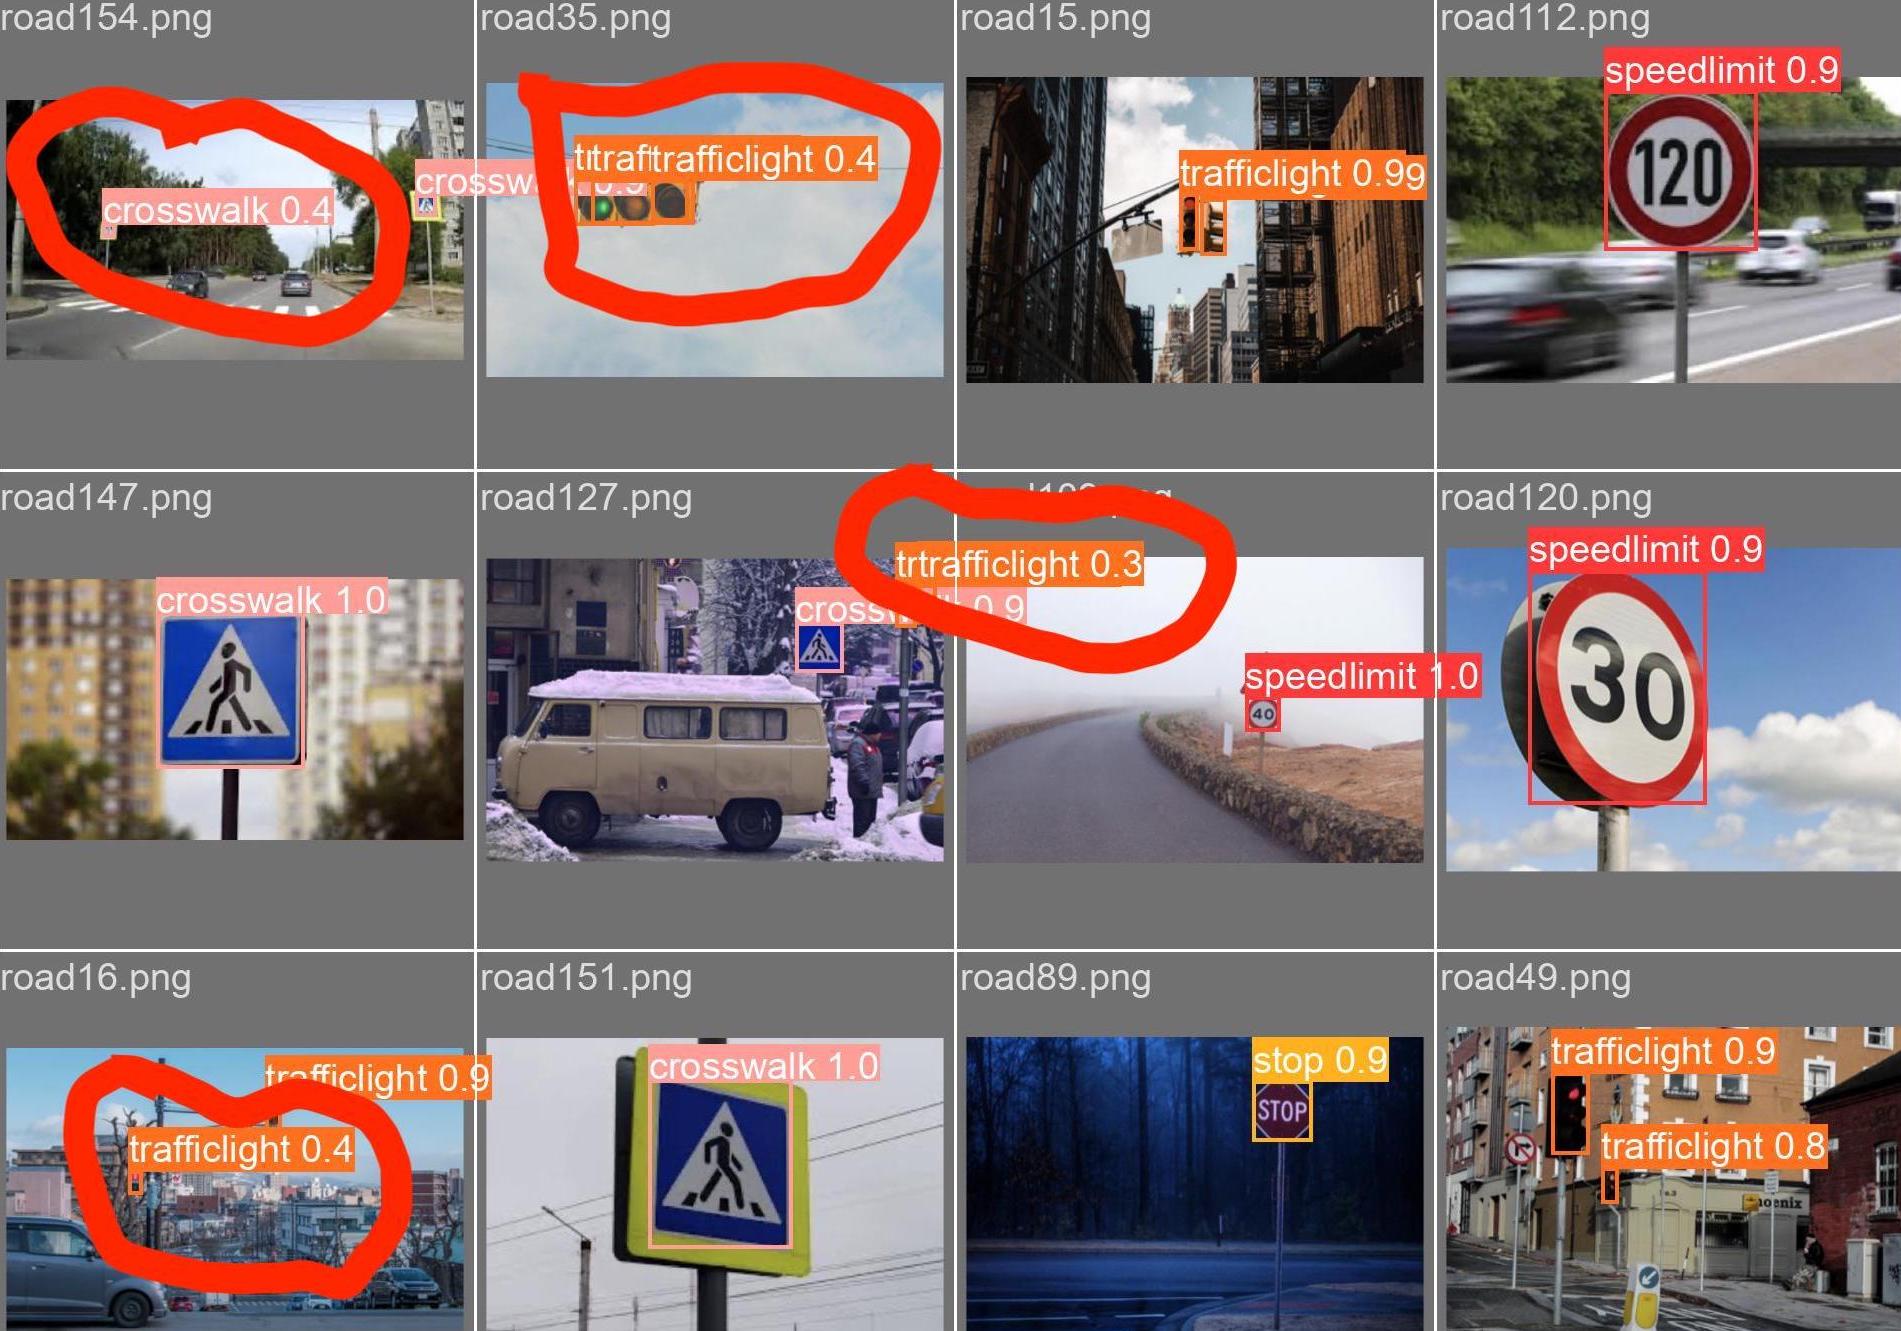 road154.png
road35.png
road15.png
road112.png
speedlimit 0.9
120
trafficlight 0.4
trafficlight 0.99
crosswalk 0.4
road147.png
road127.png
road120.png
speedlimit 0.9
trafficlight 0.3
crosswalk 1.0
0.9
30
speedlimit 1.0
40
road16.png
road151.png
road89.png
road49.png
trafficlight 0.9
crosswalk 1.0
stop 0.9
trafficlight 0.9
STOP
trafficlight 0.4
trafficlight 0.8